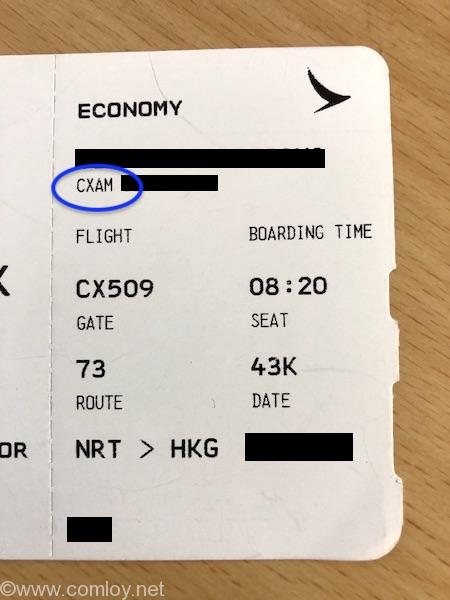 ECONOMY
CXAM
FLIGHT BOARDING TIME
CX509 08:20
GATE SEAT
73 43K
ROUTE DATE
OR NRT > HKG
©www.comloy.net